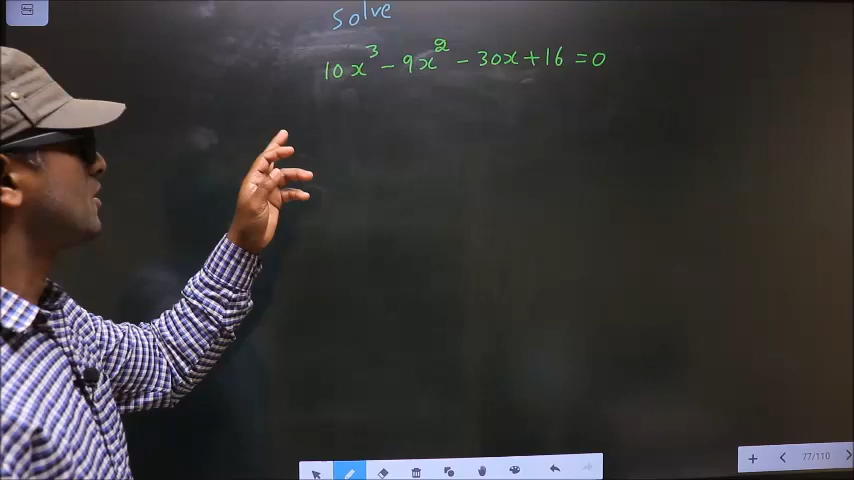 Solve
10x³ - 9x² - 30x + 16 = 0
77/110